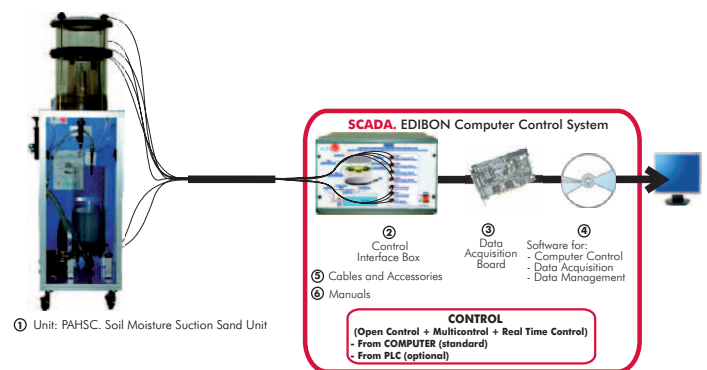 SCADA. EDIBON Computer Control System
② Control Interface Box
③ Data Acquisition Board
④ Software for:
- Computer Control
- Data Acquisition
- Data Management
⑤ Cables and Accessories
⑥ Manuals
① Unit: PAHSC. Soil Moisture Suction Sand Unit
CONTROL
(Open Control + Multicontrol + Real Time Control)
- From COMPUTER (standard)
- From PLC (optional)